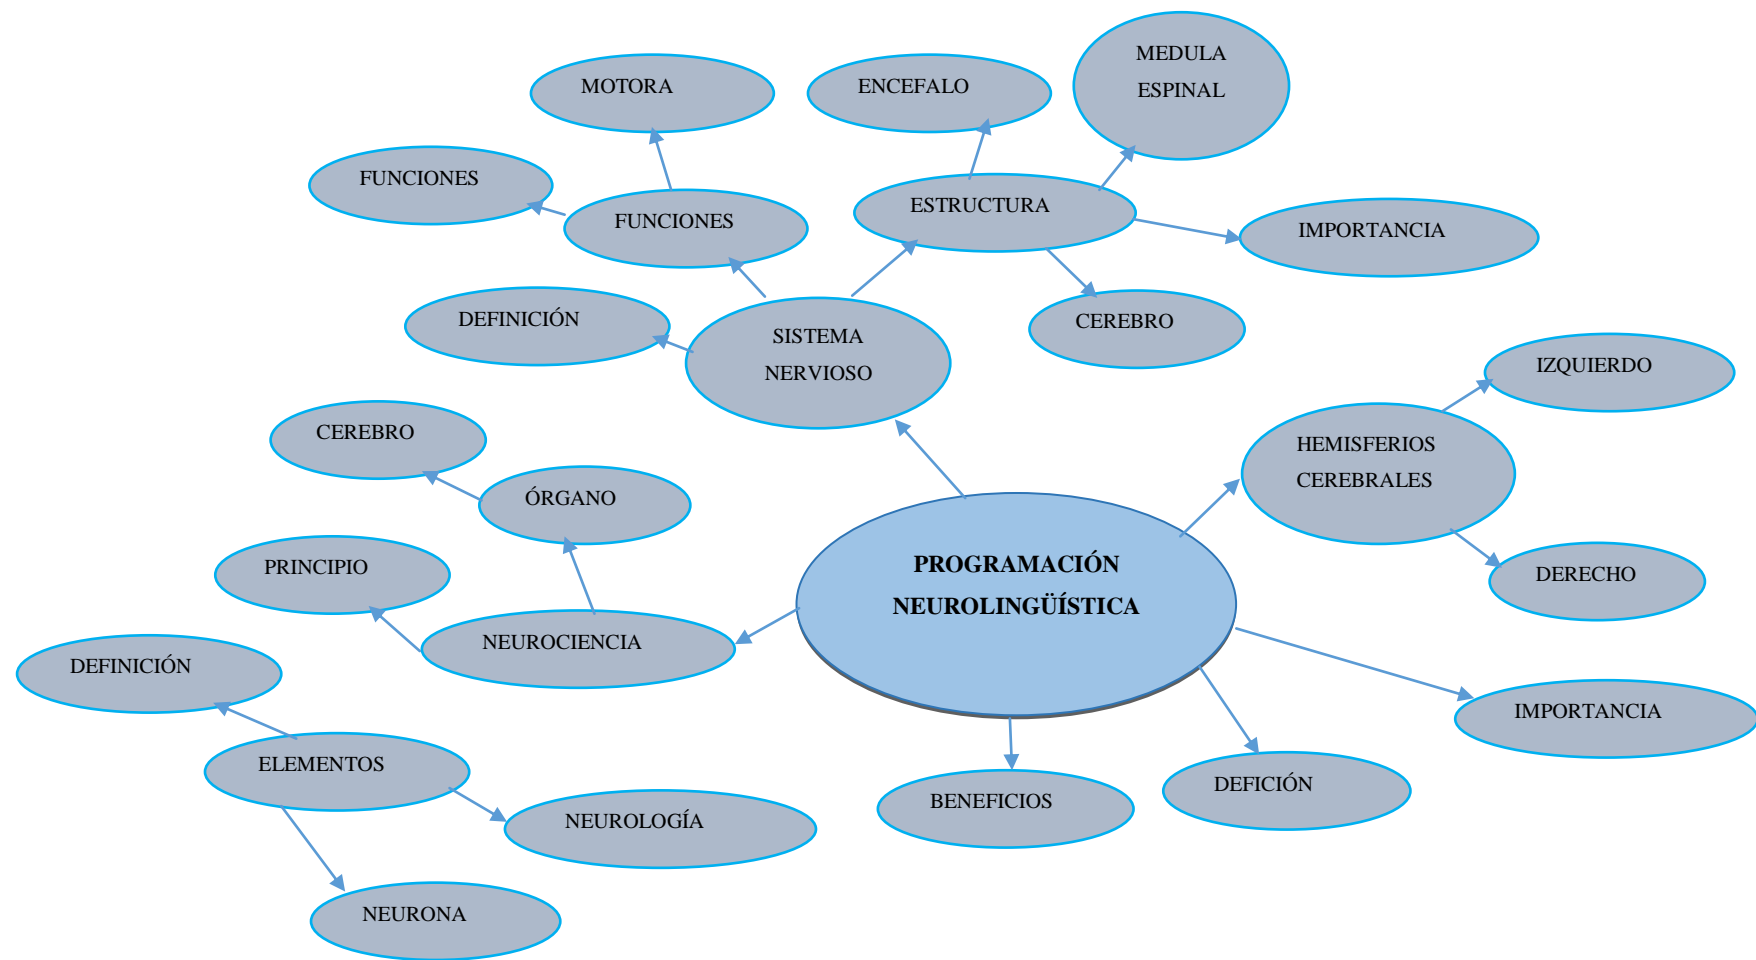 MEDULA
ESPINAL
MOTORA
ENCEFALO
FUNCIONES
FUNCIONES
ESTRUCTURA
IMPORTANCIA
DEFINICIÓN
SISTEMA
NERVIOSO
CEREBRO
IZQUIERDO
CEREBRO
HEMISFERIOS
CEREBRALES
ÓRGANO
PRINCIPIO
PROGRAMACIÓN
NEUROLINGÜÍSTICA
DERECHO
NEUROCIENCIA
DEFINICIÓN
IMPORTANCIA
ELEMENTOS
NEUROLOGÍA
BENEFICIOS
DEFICIÓN
NEURONA